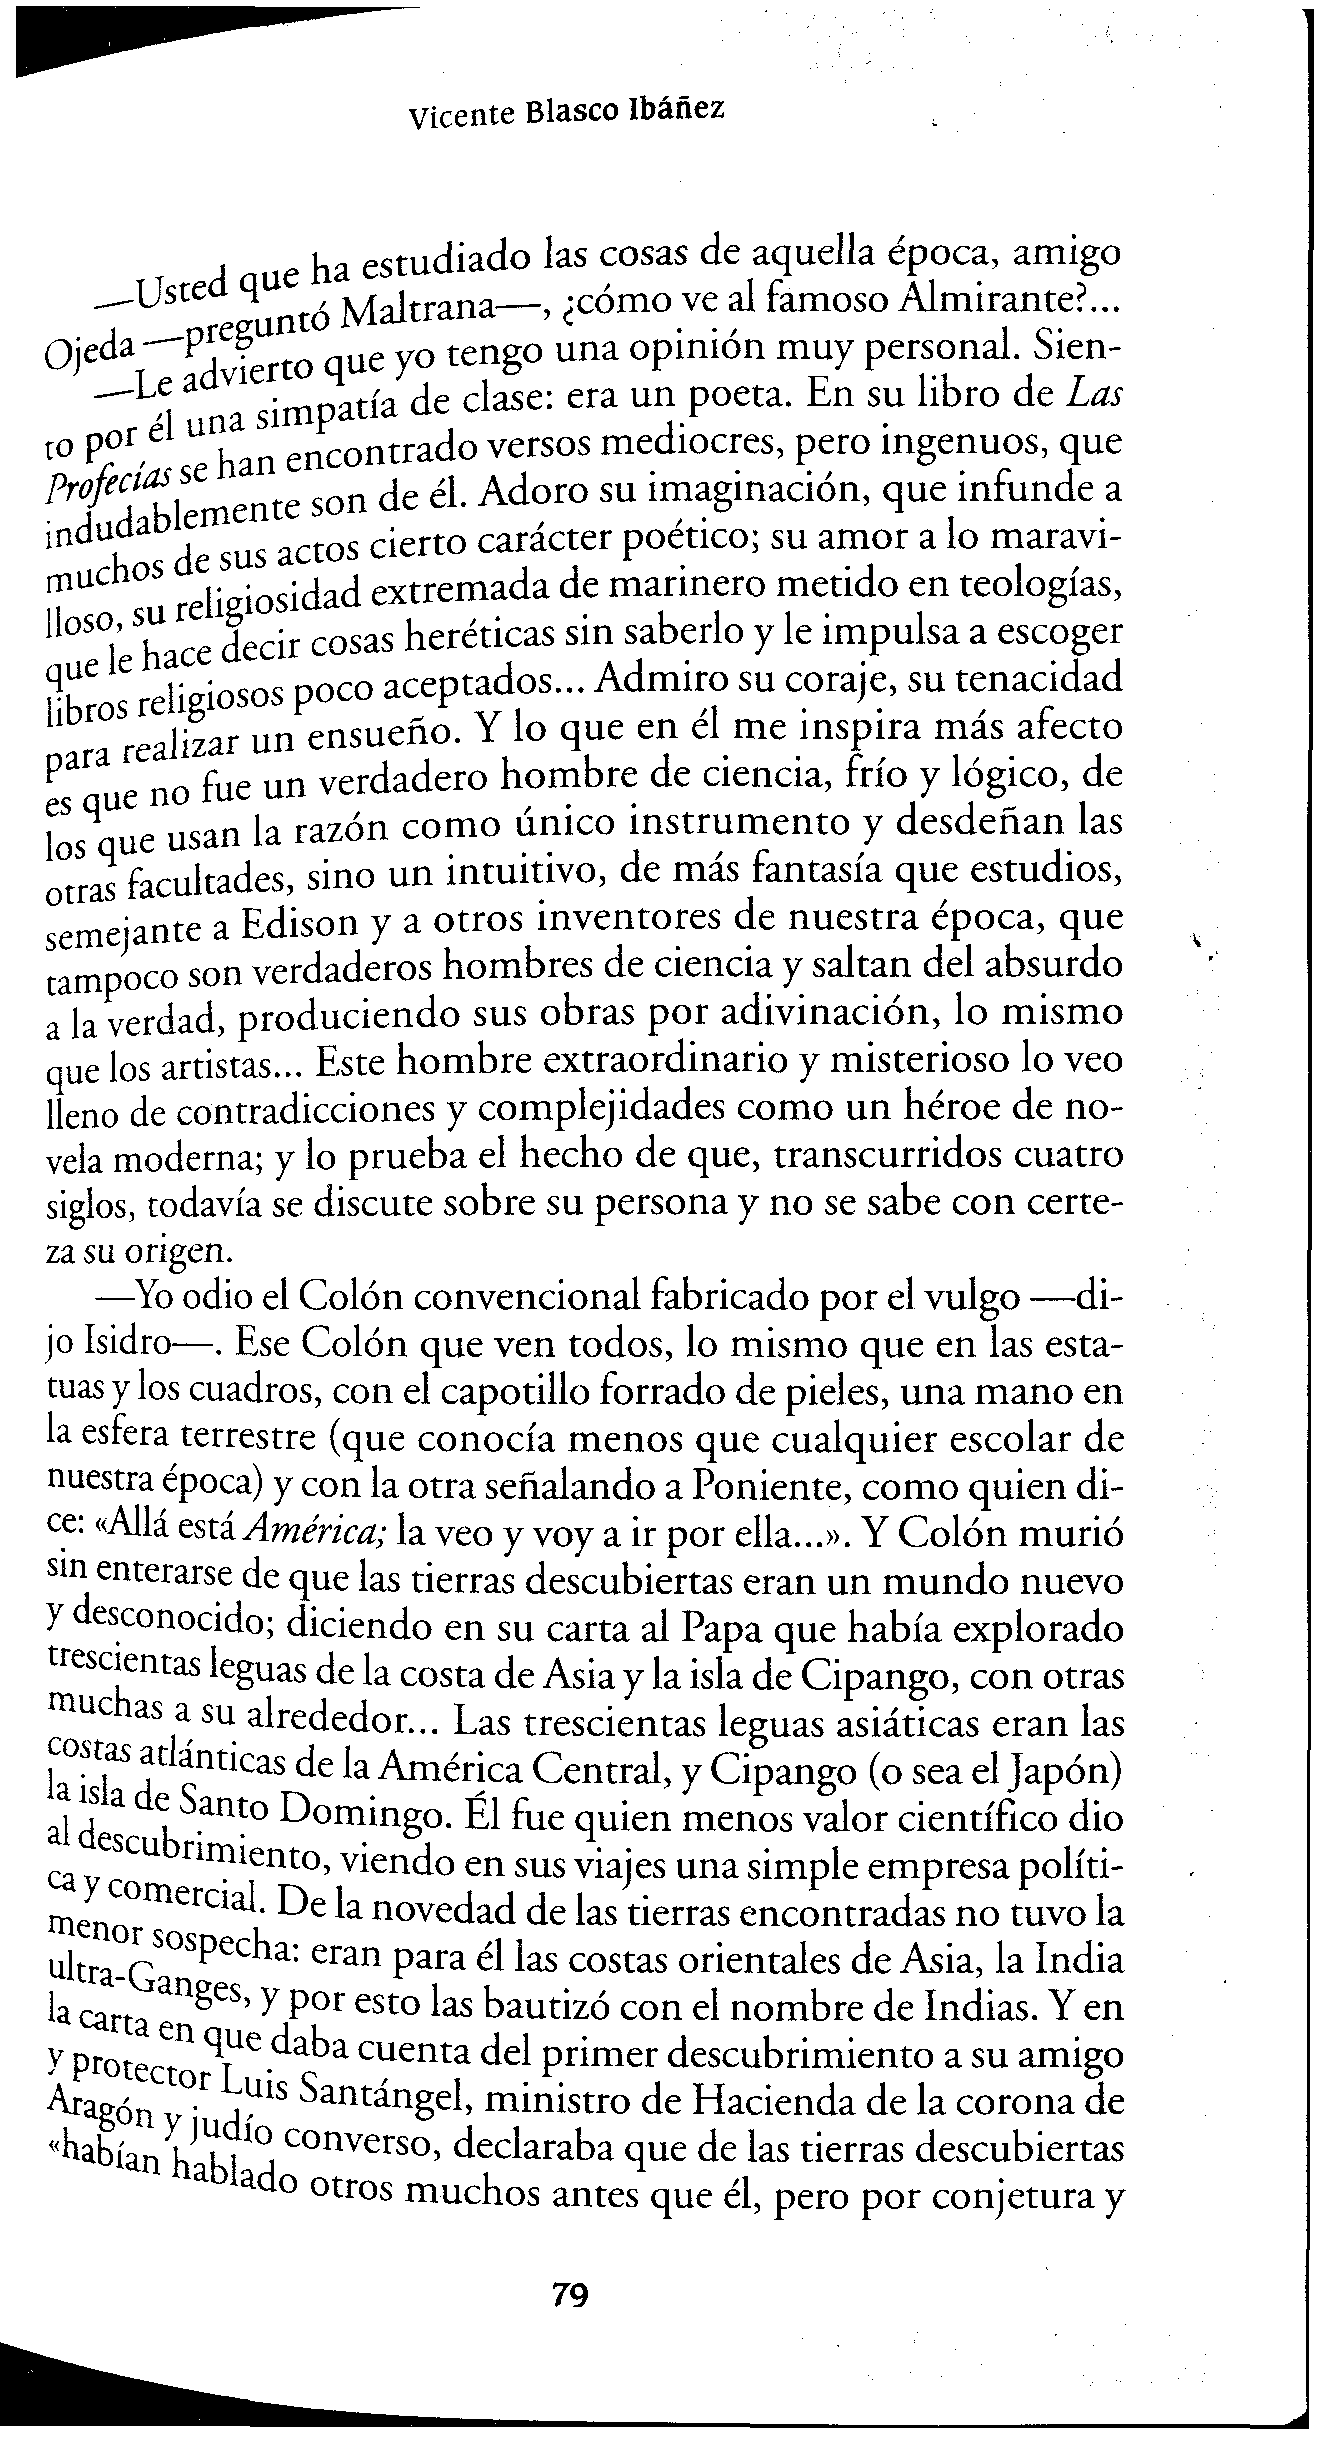 Vicente Blasco Ibáñez
—Usted que ha estudiado las cosas de aquella época, amigo
Ojeda —preguntó Maltrana—, ¿cómo ve al famoso Almirante?...
—Le advierto que yo tengo una opinión muy personal. Sien-
to por él una simpatía de clase: era un poeta. En su libro de Las
Profecías se han encontrado versos mediocres, pero ingenuos, que
indudablemente son de él. Adoro su imaginación, que infunde a
muchos de sus actos cierto carácter poético; su amor a lo maravi-
lloso, su religiosidad extremada de marinero metido en teologías,
que le hace decir cosas heréticas sin saberlo y le impulsa a escoger
libros religiosos poco aceptados... Admiro su coraje, su tenacidad
para realizar un ensueño. Y lo que en él me inspira más afecto
es que no fue un verdadero hombre de ciencia, frío y lógico, de
los que usan la razón como único instrumento y desdeñan las
otras facultades, sino un intuitivo, de más fantasía que estudios,
semejante a Edison y a otros inventores de nuestra época, que
tampoco son verdaderos hombres de ciencia y saltan del absurdo
a la verdad, produciendo sus obras por adivinación, lo mismo
que los artistas... Este hombre extraordinario y misterioso lo veo
lleno de contradicciones y complejidades como un héroe de no-
vela moderna; y lo prueba el hecho de que, transcurridos cuatro
siglos, todavía se discute sobre su persona y no se sabe con certe-
za su origen.
—Yo odio el Colón convencional fabricado por el vulgo —di-
jo Isidro—. Ese Colón que ven todos, lo mismo que en las esta-
tuas y los cuadros, con el capotillo forrado de pieles, una mano en
la esfera terrestre (que conocía menos que cualquier escolar de
nuestra época) y con la otra señalando a Poniente, como quien di-
ce: «Allá está América; la veo y voy a ir por ella...». Y Colón murió
sin enterarse de que las tierras descubiertas eran un mundo nuevo
y desconocido; diciendo en su carta al Papa que había explorado
trescientas leguas de la costa de Asia y la isla de Cipango, con otras
muchas a su alrededor... Las trescientas leguas asiáticas eran las
costas atlánticas de la América Central, y Cipango (o sea el Japón)
la isla de Santo Domingo. Él fue quien menos valor científico dio
al descubrimiento, viendo en sus viajes una simple empresa políti-
ca y comercial. De la novedad de las tierras encontradas no tuvo la
menor sospecha: eran para él las costas orientales de Asia, la India
ultra-Ganges, y por esto las bautizó con el nombre de Indias. Y en
la carta en que daba cuenta del primer descubrimiento a su amigo
y protector Luis Santángel, ministro de Hacienda de la corona de
Aragón y judío converso, declaraba que de las tierras descubiertas
«habían hablado otros muchos antes que él, pero por conjetura y
79